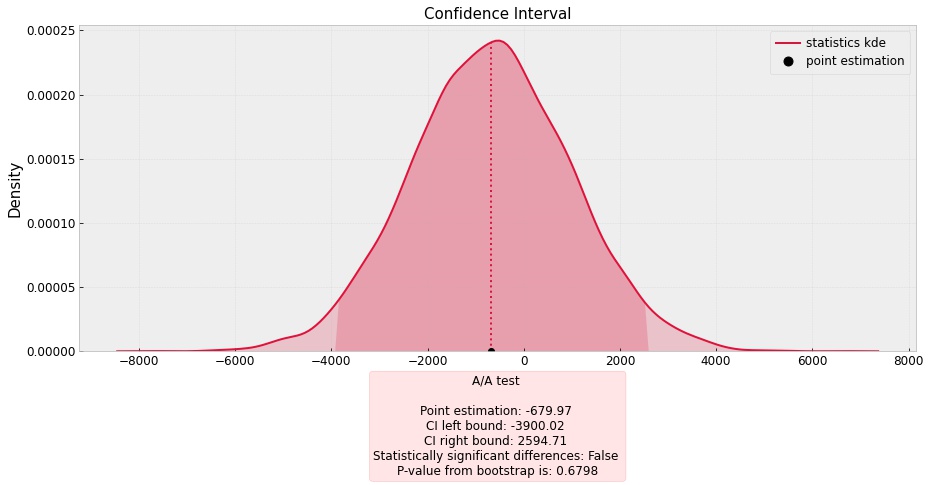 Confidence Interval
statistics kde
point estimation
Density
0.00025
0.00020
0.00015
0.00010
0.00005
0.00000
−8000 −6000 −4000 −2000 0 2000 4000 6000 8000
A/A test
Point estimation: -679.97
CI left bound: -3900.02
CI right bound: 2594.71
Statistically significant differences: False
P-value from bootstrap is: 0.6798